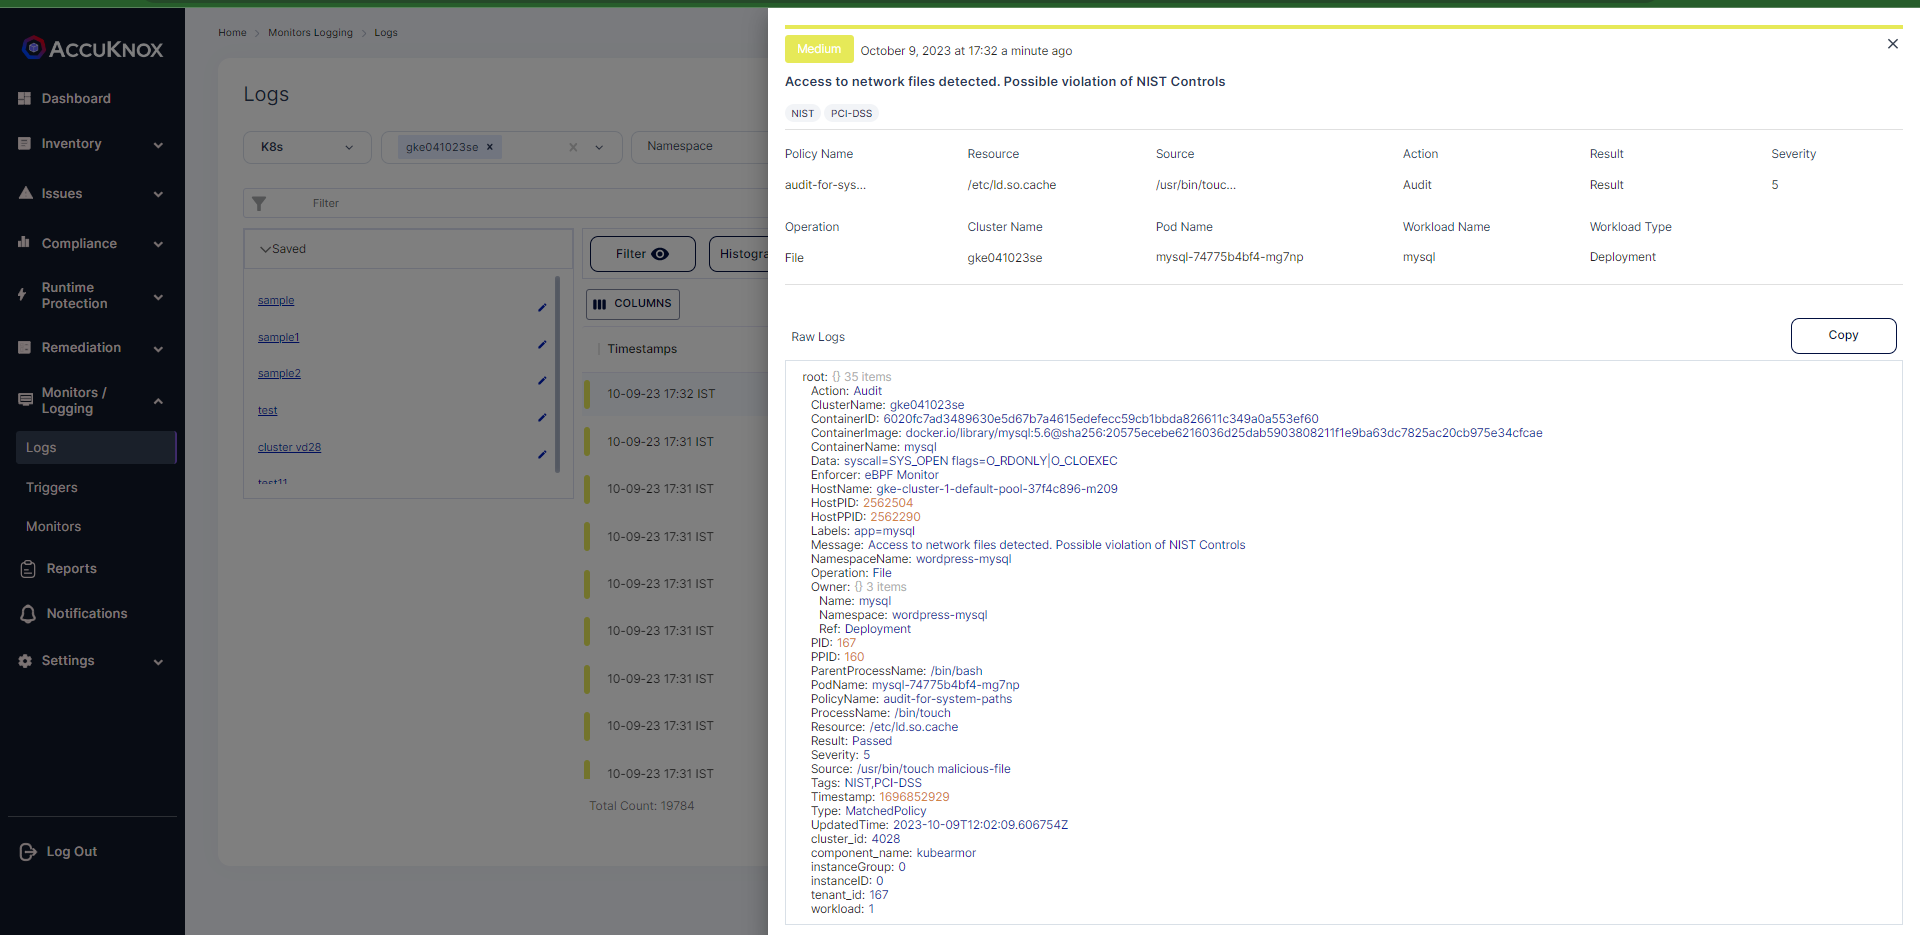 ACCUKNOX
Dashboard
Inventory
Issues
Compliance
Runtime
Protection
Remediation
Monitors /
Logging
Logs
Triggers
Monitors
Reports
Notifications
Settings
Log Out
Home > Monitors Logging > Logs
Logs
K8s
gke041023se ×
Namespace
Filter
Saved
sample
sample1
sample2
test
cluster vd28
test11
Filter
Histogra
COLUMNS
Timestamps
10-09-23 17:32 IST
10-09-23 17:31 IST
10-09-23 17:31 IST
10-09-23 17:31 IST
10-09-23 17:31 IST
10-09-23 17:31 IST
10-09-23 17:31 IST
10-09-23 17:31 IST
10-09-23 17:31 IST
Total Count: 19784
Medium October 9, 2023 at 17:32 a minute ago
Access to network files detected. Possible violation of NIST Controls
NIST PCI-DSS
Policy Name Resource Source Action Result Severity
audit-for-sys... /etc/ld.so.cache /usr/bin/touc... Audit Result 5
Operation Cluster Name Pod Name Workload Name Workload Type
File gke041023se mysql-74775b4bf4-mg7np mysql Deployment
Raw Logs
Copy
root: {} 35 items
Action: Audit
ClusterName: gke041023se
ContainerID: 6020fc7ad3489630e5d67b7a4615edefecc59cb1bbda826611c349a0a553ef60
ContainerImage: docker.io/library/mysql:5.6@sha256:20575ecebe6216036d25dab5903808211f1e9ba63dc7825ac20cb975e34cfcae
ContainerName: mysql
Data: syscall=SYS_OPEN flags=O_RDONLY|O_CLOEXEC
Enforcer: eBPF Monitor
HostName: gke-cluster-1-default-pool-37f4c896-m209
HostPID: 2562504
HostPPID: 2562290
Labels: app=mysql
Message: Access to network files detected. Possible violation of NIST Controls
NamespaceName: wordpress-mysql
Operation: File
Owner: {} 3 items
Name: mysql
Namespace: wordpress-mysql
Ref: Deployment
PID: 167
PPID: 160
ParentProcessName: /bin/bash
PodName: mysql-74775b4bf4-mg7np
PolicyName: audit-for-system-paths
ProcessName: /bin/touch
Resource: /etc/ld.so.cache
Result: Passed
Severity: 5
Source: /usr/bin/touch malicious-file
Tags: NIST,PCI-DSS
Timestamp: 1696852929
Type: MatchedPolicy
UpdatedTime: 2023-10-09T12:02:09.606754Z
cluster_id: 4028
component_name: kubearmor
instanceGroup: 0
instanceID: 0
tenant_id: 167
workload: 1